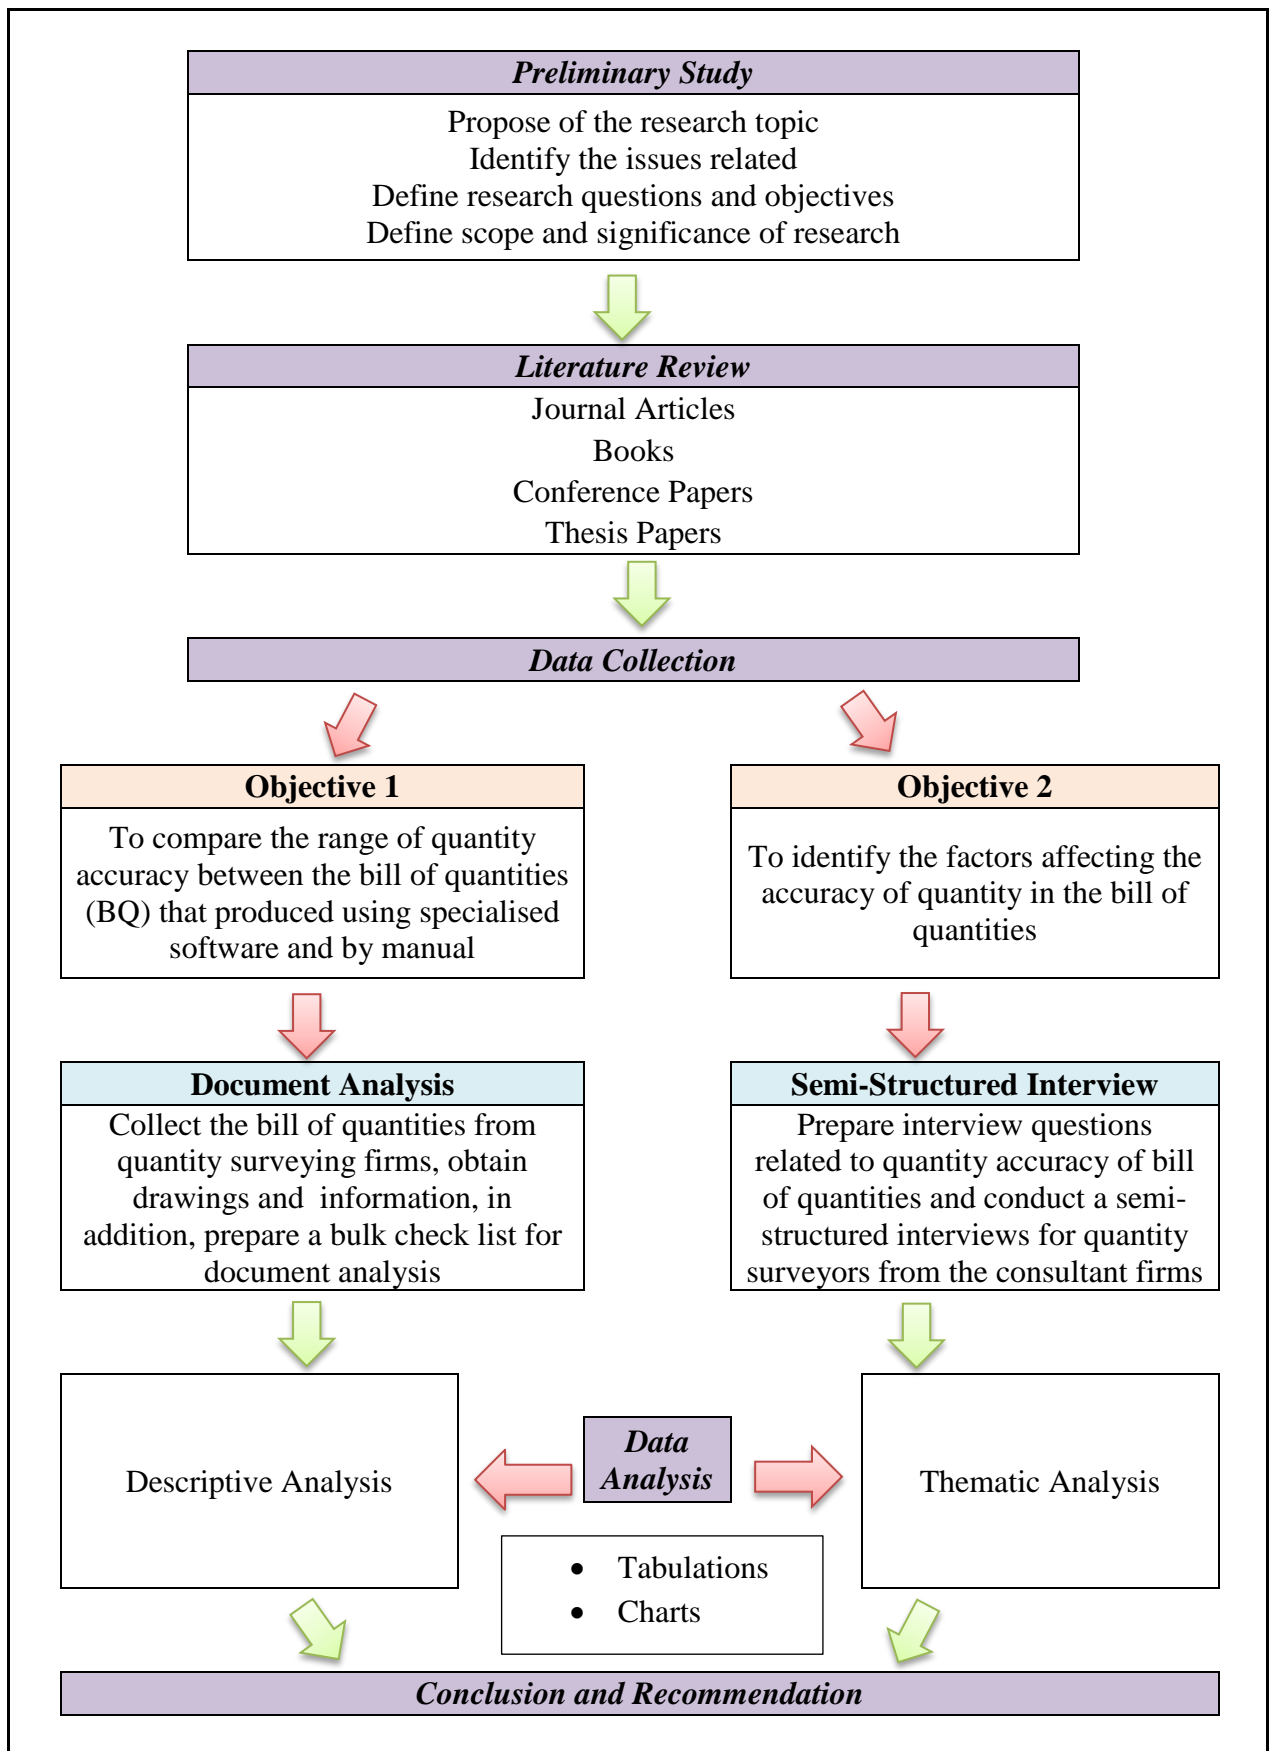 Preliminary Study
Propose of the research topic
Identify the issues related
Define research questions and objectives
Define scope and significance of research
Literature Review
Journal Articles
Books
Conference Papers
Thesis Papers
Data Collection
Objective 1
To compare the range of quantity
accuracy between the bill of quantities
(BQ) that produced using specialised
software and by manual
Objective 2
To identify the factors affecting the
accuracy of quantity in the bill of
quantities
Document Analysis
Collect the bill of quantities from
quantity surveying firms, obtain
drawings and  information, in
addition, prepare a bulk check list for
document analysis
Semi-Structured Interview
Prepare interview questions
related to quantity accuracy of bill
of quantities and conduct a semi-
structured interviews for quantity
surveyors from the consultant firms
Descriptive Analysis
Data
Analysis
Thematic Analysis
• Tabulations
• Charts
Conclusion and Recommendation